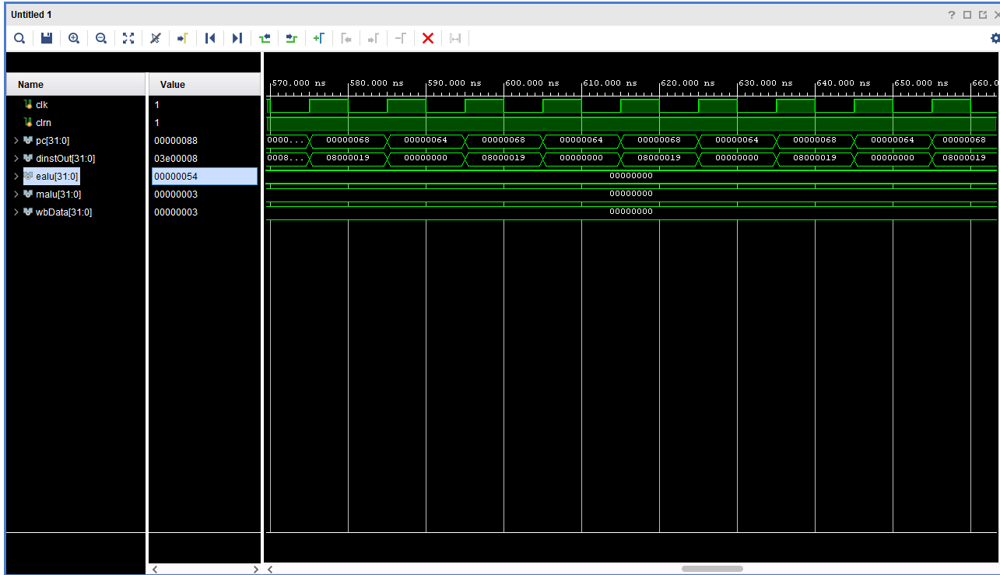 Untitled 1
?
Name Value
570.000 ns 580.000 ns 590.000 ns 600.000 ns 610.000 ns 620.000 ns 630.000 ns 640.000 ns 650.000 ns 660.0
clk 1
clrn 1
pc[31:0] 00000088 0000... 00000068 00000064 00000068 00000064 00000068 00000064 00000068 00000064 00000068
dinstOut[31:0] 03e00008 0008... 08000019 00000000 08000019 00000000 08000019 00000000 08000019 00000000 08000019
ealu[31:0] 00000054 00000000
malu[31:0] 00000003 00000000
wbData[31:0] 00000003 00000000